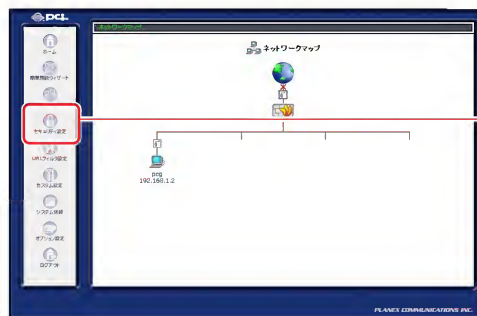 pci
ネットワークマップ
ネットワークマップ
ホーム
簡単接続ウィザード
セキュリティ設定
URLフィルタ設定
カスタム設定
システム情報
オプション設定
ログアウト
pcg
192.168.1.2
PLANEX COMMUNICATIONS INC.